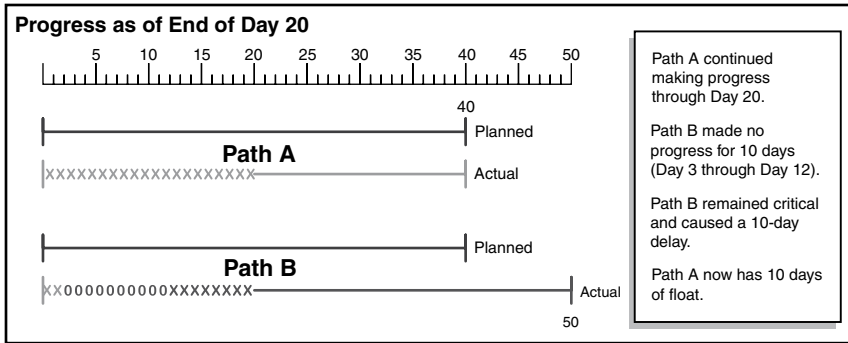 Progress as of End of Day 20
5 10 15 20 25 30 35 40 45 50
40
Planned
Path A
XXXXXXXXXXXXXXXXXXXX
Actual
Planned
Path B
XX0000000000XXXXXXXX
Actual
50
Path A continued
making progress
through Day 20.
Path B made no
progress for 10 days
(Day 3 through Day 12).
Path B remained critical
and caused a 10-day
delay.
Path A now has 10 days
of float.